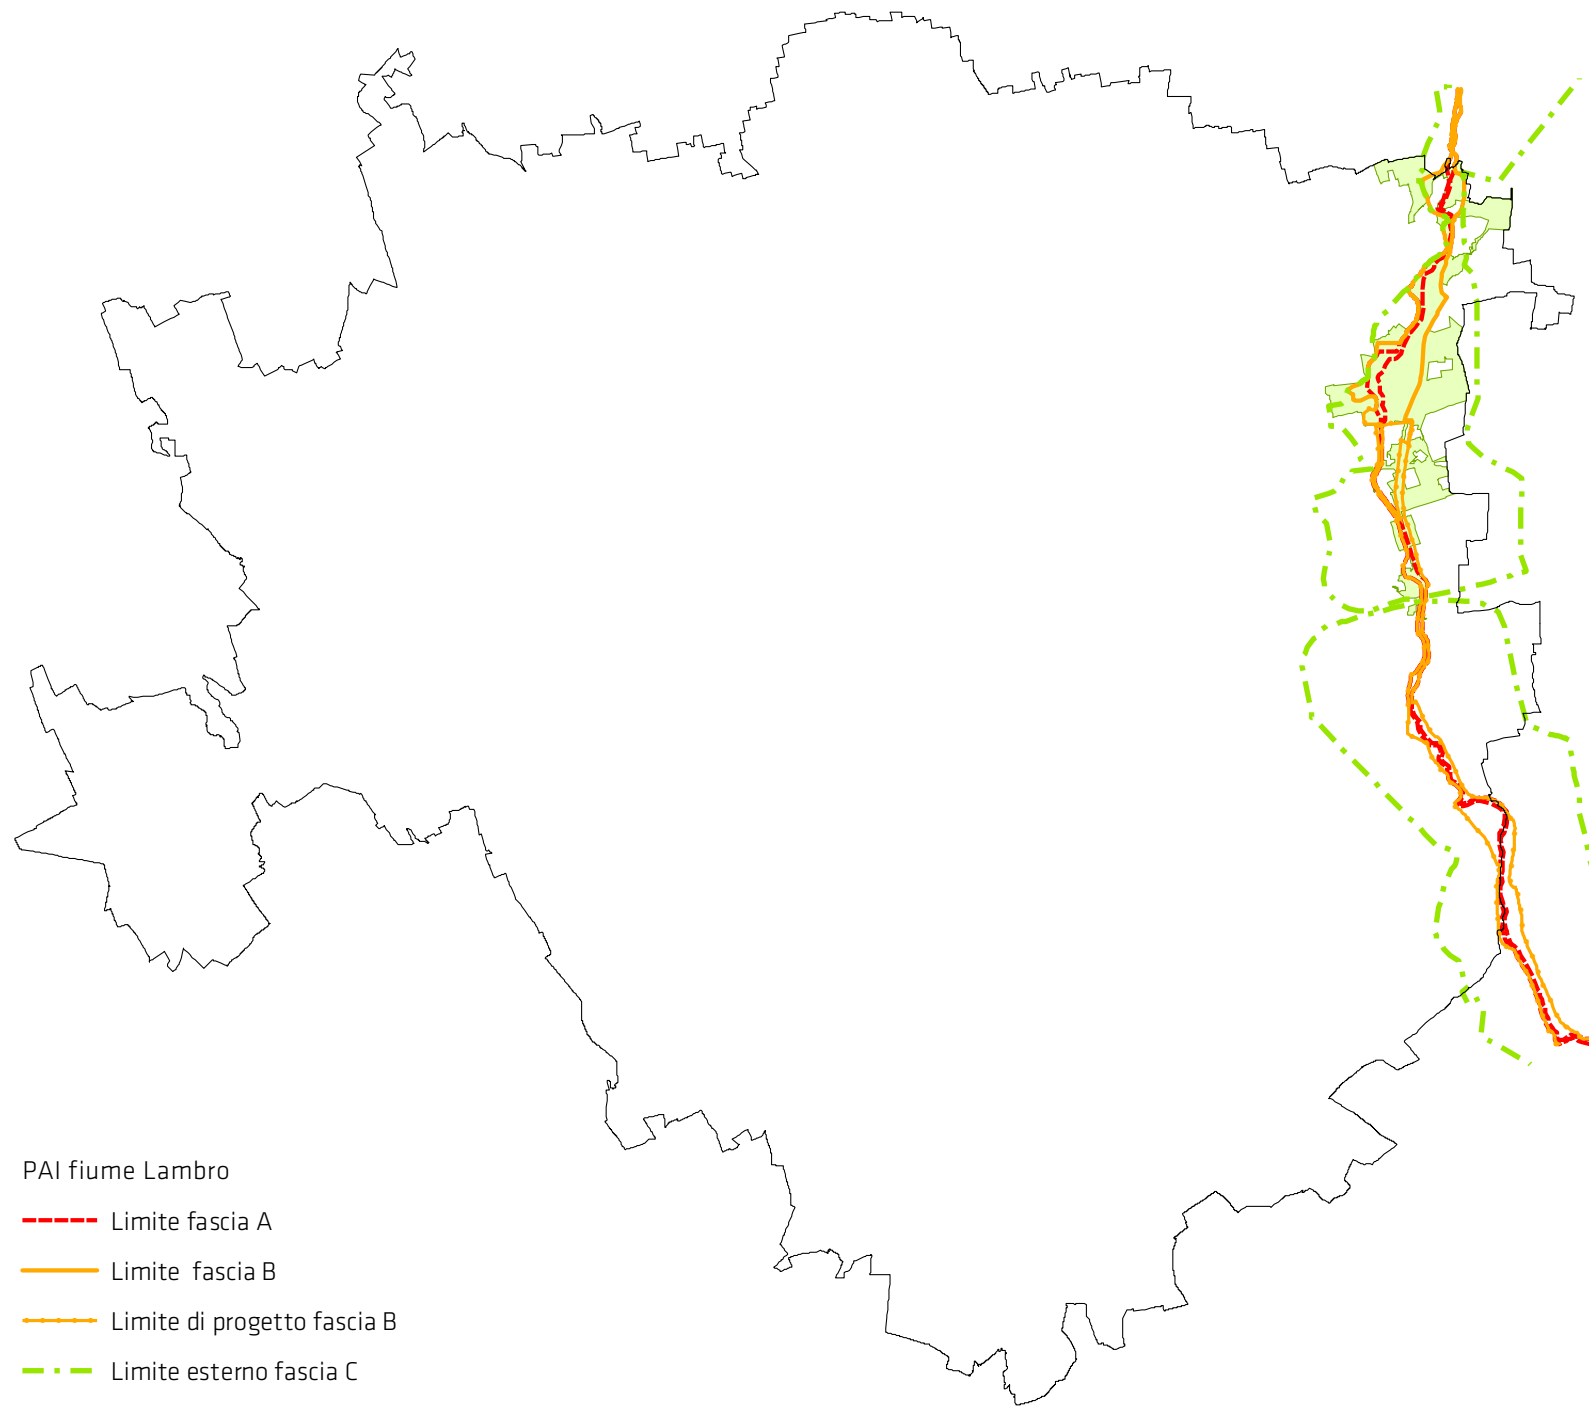 PAI fiume Lambro
Limite fascia A
Limite fascia B
Limite di progetto fascia B
Limite esterno fascia C